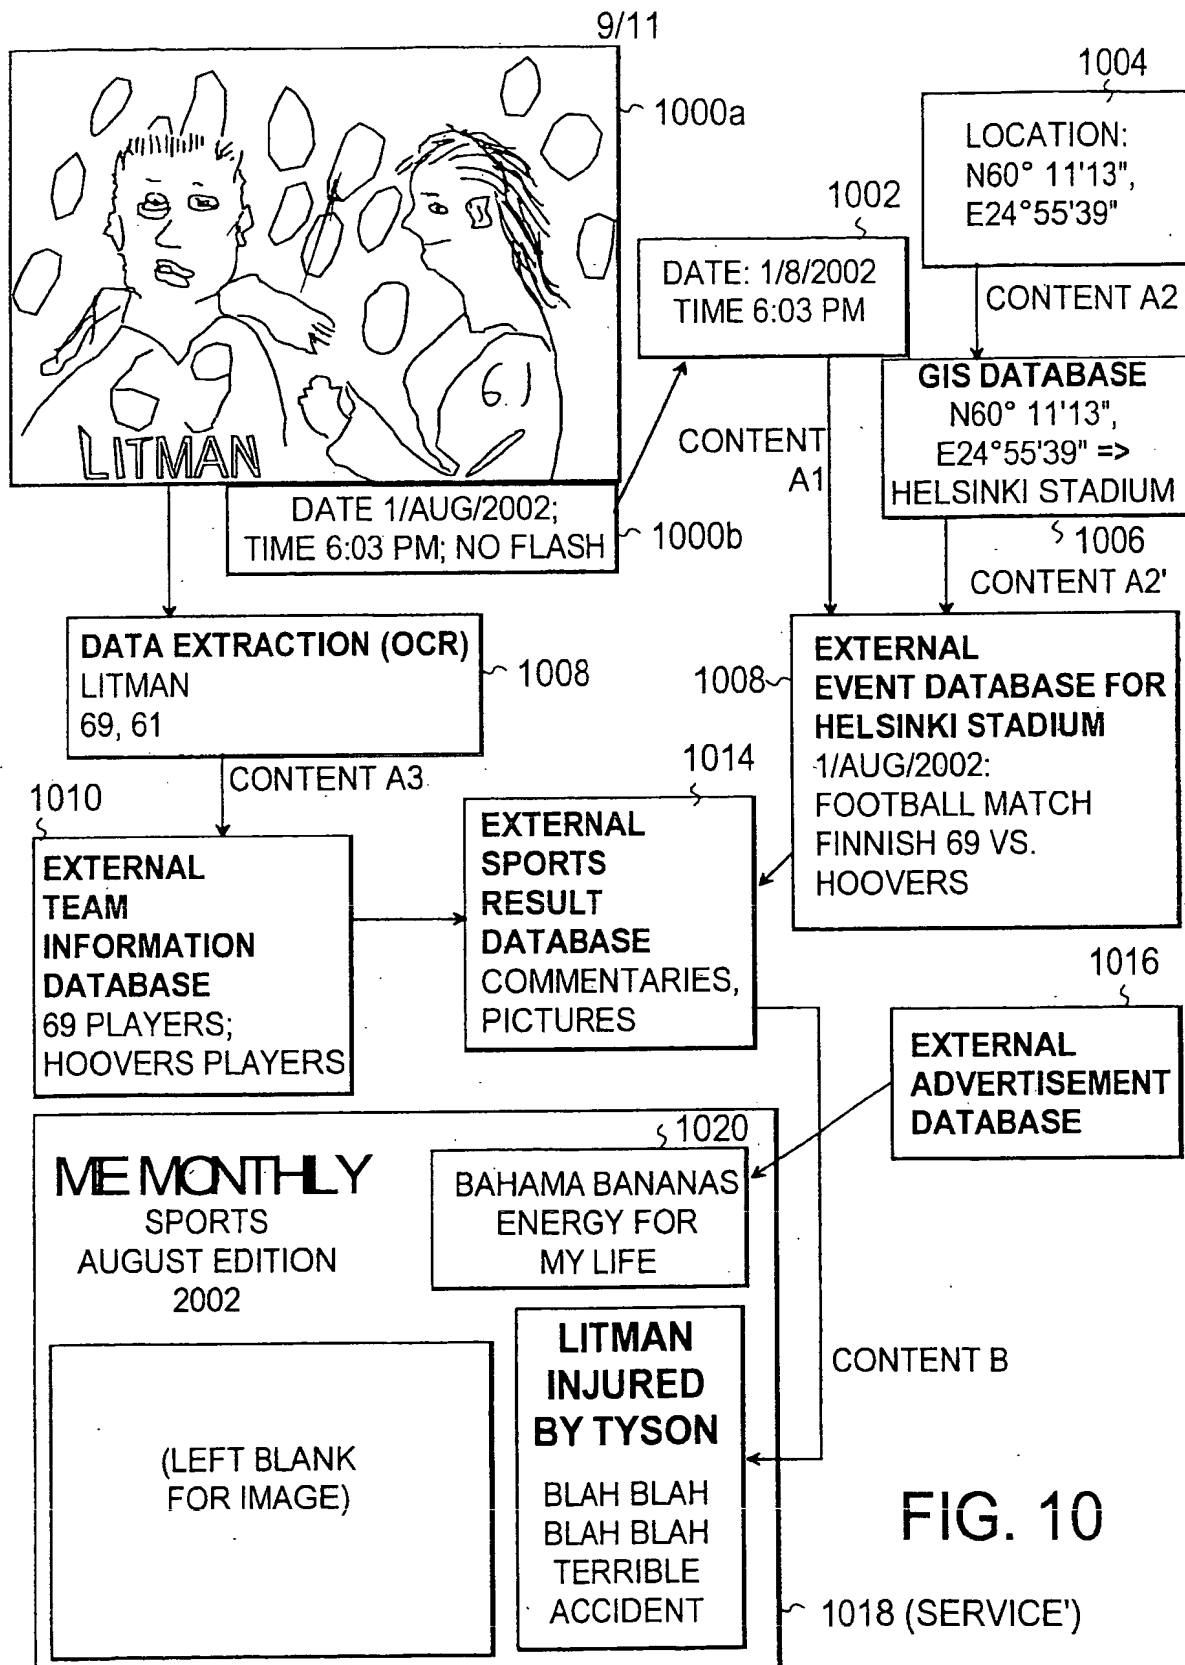 9/11
1000a
1004
LOCATION:
N60° 11'13",
E24°55'39"
1002
DATE: 1/8/2002
TIME 6:03 PM
CONTENT A2
GIS DATABASE
N60° 11'13",
E24°55'39" =>
HELSINKI STADIUM
1006
CONTENT A2'
CONTENT
A1
69
LITMAN
61
DATE 1/AUG/2002;
TIME 6:03 PM; NO FLASH
1000b
DATA EXTRACTION (OCR)
LITMAN
69, 61
1008
CONTENT A3
1008
EXTERNAL
EVENT DATABASE FOR
HELSINKI STADIUM
1/AUG/2002:
FOOTBALL MATCH
FINNISH 69 VS.
HOOVERS
1010
EXTERNAL
TEAM
INFORMATION
DATABASE
69 PLAYERS;
HOOVERS PLAYERS
1014
EXTERNAL
SPORTS
RESULT
DATABASE
COMMENTARIES,
PICTURES
1016
EXTERNAL
ADVERTISEMENT
DATABASE
ME MONTHLY
SPORTS
AUGUST EDITION
2002
1020
BAHAMA BANANAS
ENERGY FOR
MY LIFE
(LEFT BLANK
FOR IMAGE)
LITMAN
INJURED
BY TYSON
BLAH BLAH
BLAH BLAH
TERRIBLE
ACCIDENT
CONTENT B
FIG. 10
1018 (SERVICE')